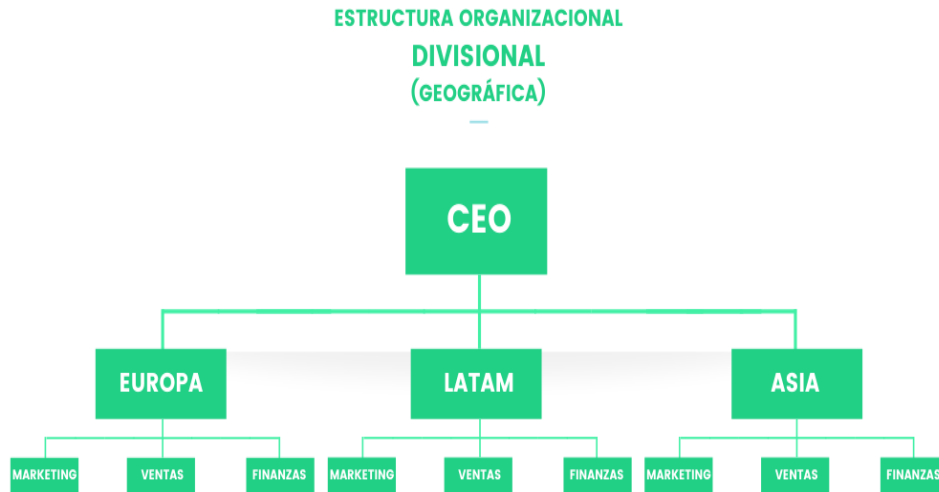 ESTRUCTURA ORGANIZACIONAL
DIVISIONAL
(GEOGRÁFICA)
CEO
EUROPA
LATAM
ASIA
MARKETING
VENTAS
FINANZAS
MARKETING
VENTAS
FINANZAS
MARKETING
VENTAS
FINANZAS